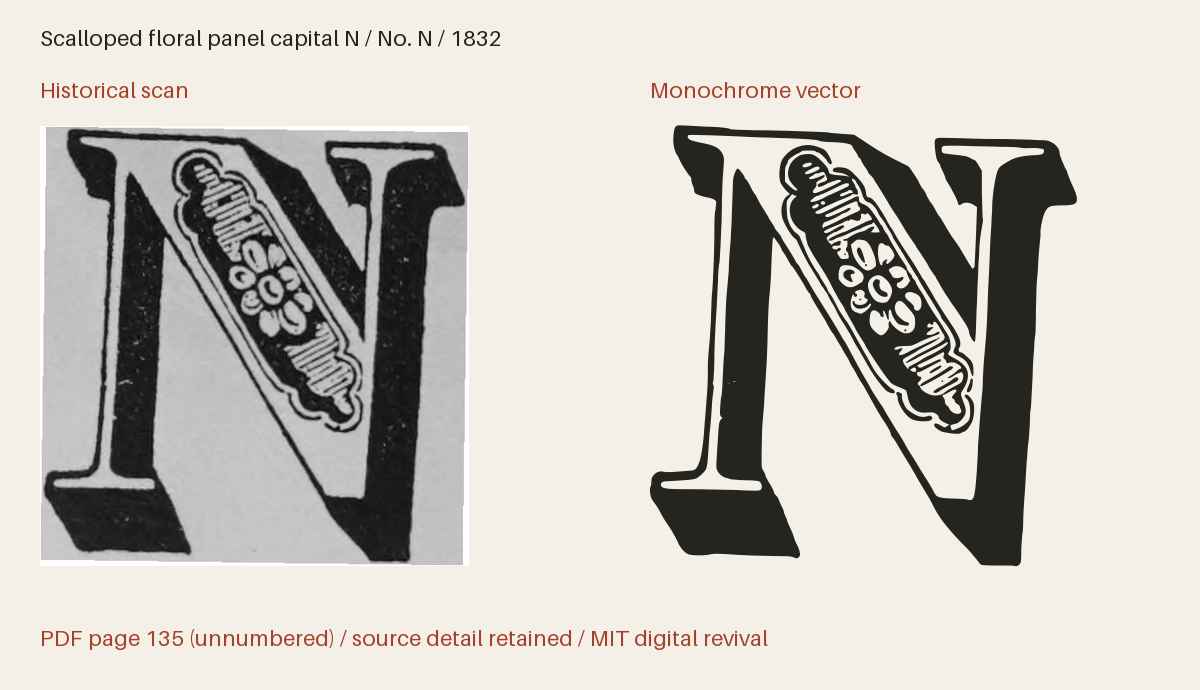 Scalloped floral panel capital N / No. N / 1832
Historical scan
Monochrome vector
N
N
PDF page 135 (unnumbered) / source detail retained / MIT digital revival